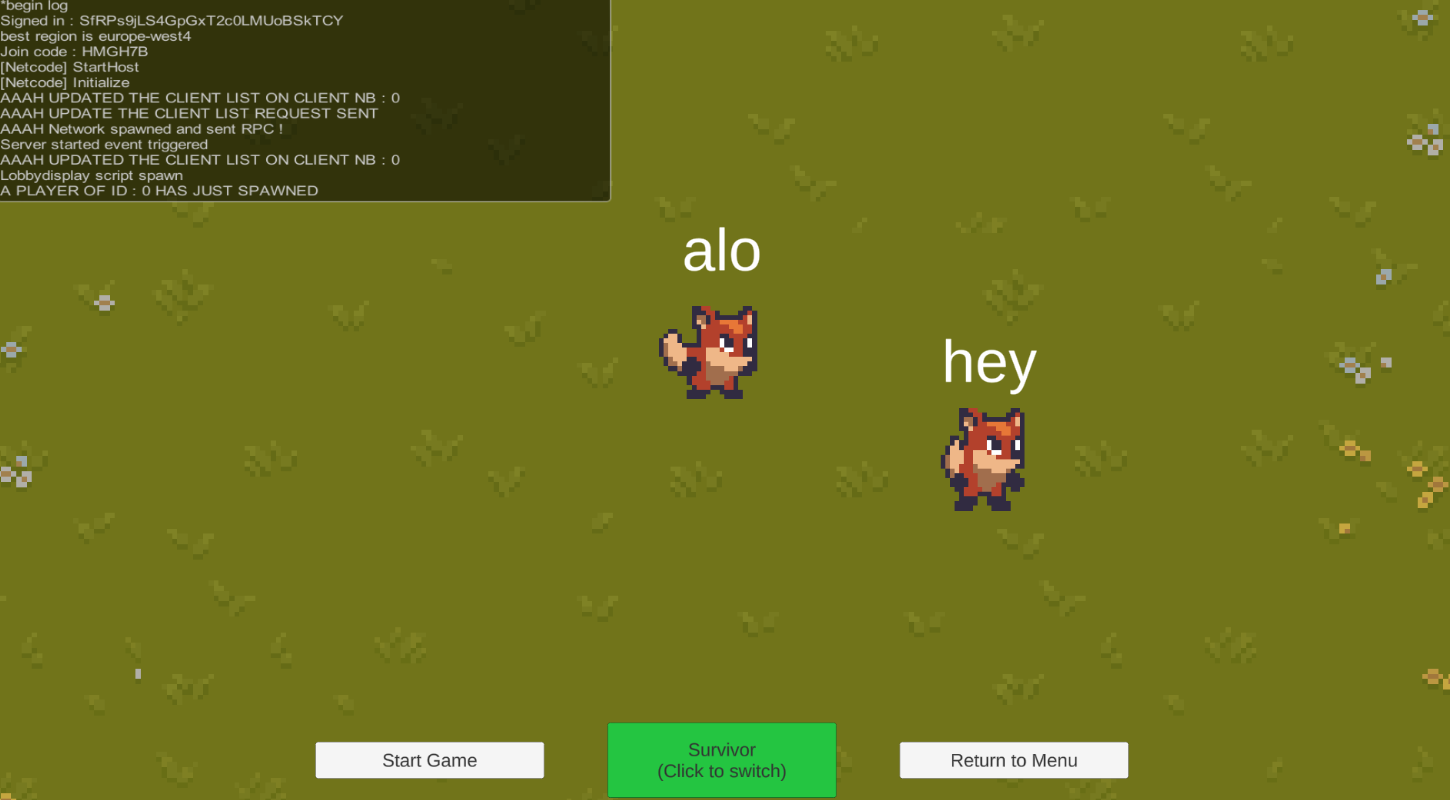 *begin log
Signed in : SfRPs9jLS4GpGxT2c0LMUoBSkTCY
best region is europe-west4
Join code : HMGH7B
[Netcode] StartHost
[Netcode] Initialize
AAAH UPDATED THE CLIENT LIST ON CLIENT NB : 0
AAAH UPDATE THE CLIENT LIST REQUEST SENT
AAAH Network spawned and sent RPC !
Server started event triggered
AAAH UPDATED THE CLIENT LIST ON CLIENT NB : 0
Lobbydisplay script spawn
A PLAYER OF ID : 0 HAS JUST SPAWNED
alo
hey
Start Game
Survivor
(Click to switch)
Return to Menu